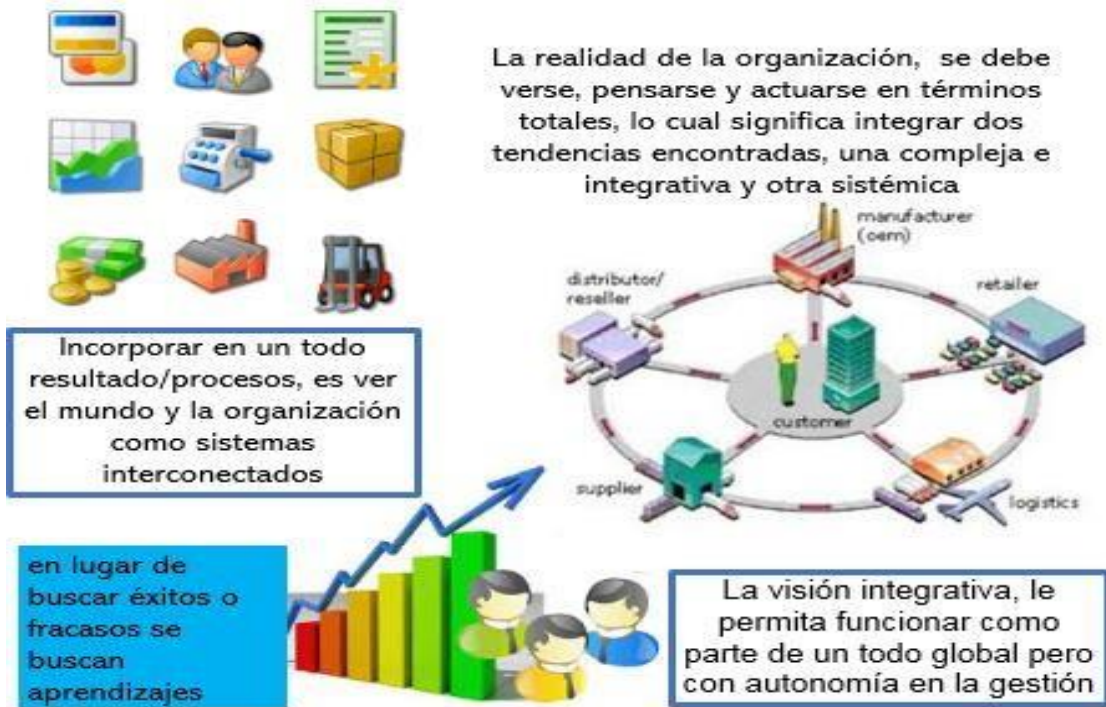 La realidad de la organización, se debe
verse, pensarse y actuarse en términos
totales, lo cual significa integrar dos
tendencias encontradas, una compleja e
integrativa y otra sistémica
manufacturer
(oem)
distributor/
reseller
retailer
customer
supplier
logistics
Incorporar en un todo
resultado/procesos, es ver
el mundo y la organización
como sistemas
interconectados
en lugar de
buscar éxitos o
fracasos se
buscan
aprendizajes
La visión integrativa, le
permita funcionar como
parte de un todo global pero
con autonomía en la gestión